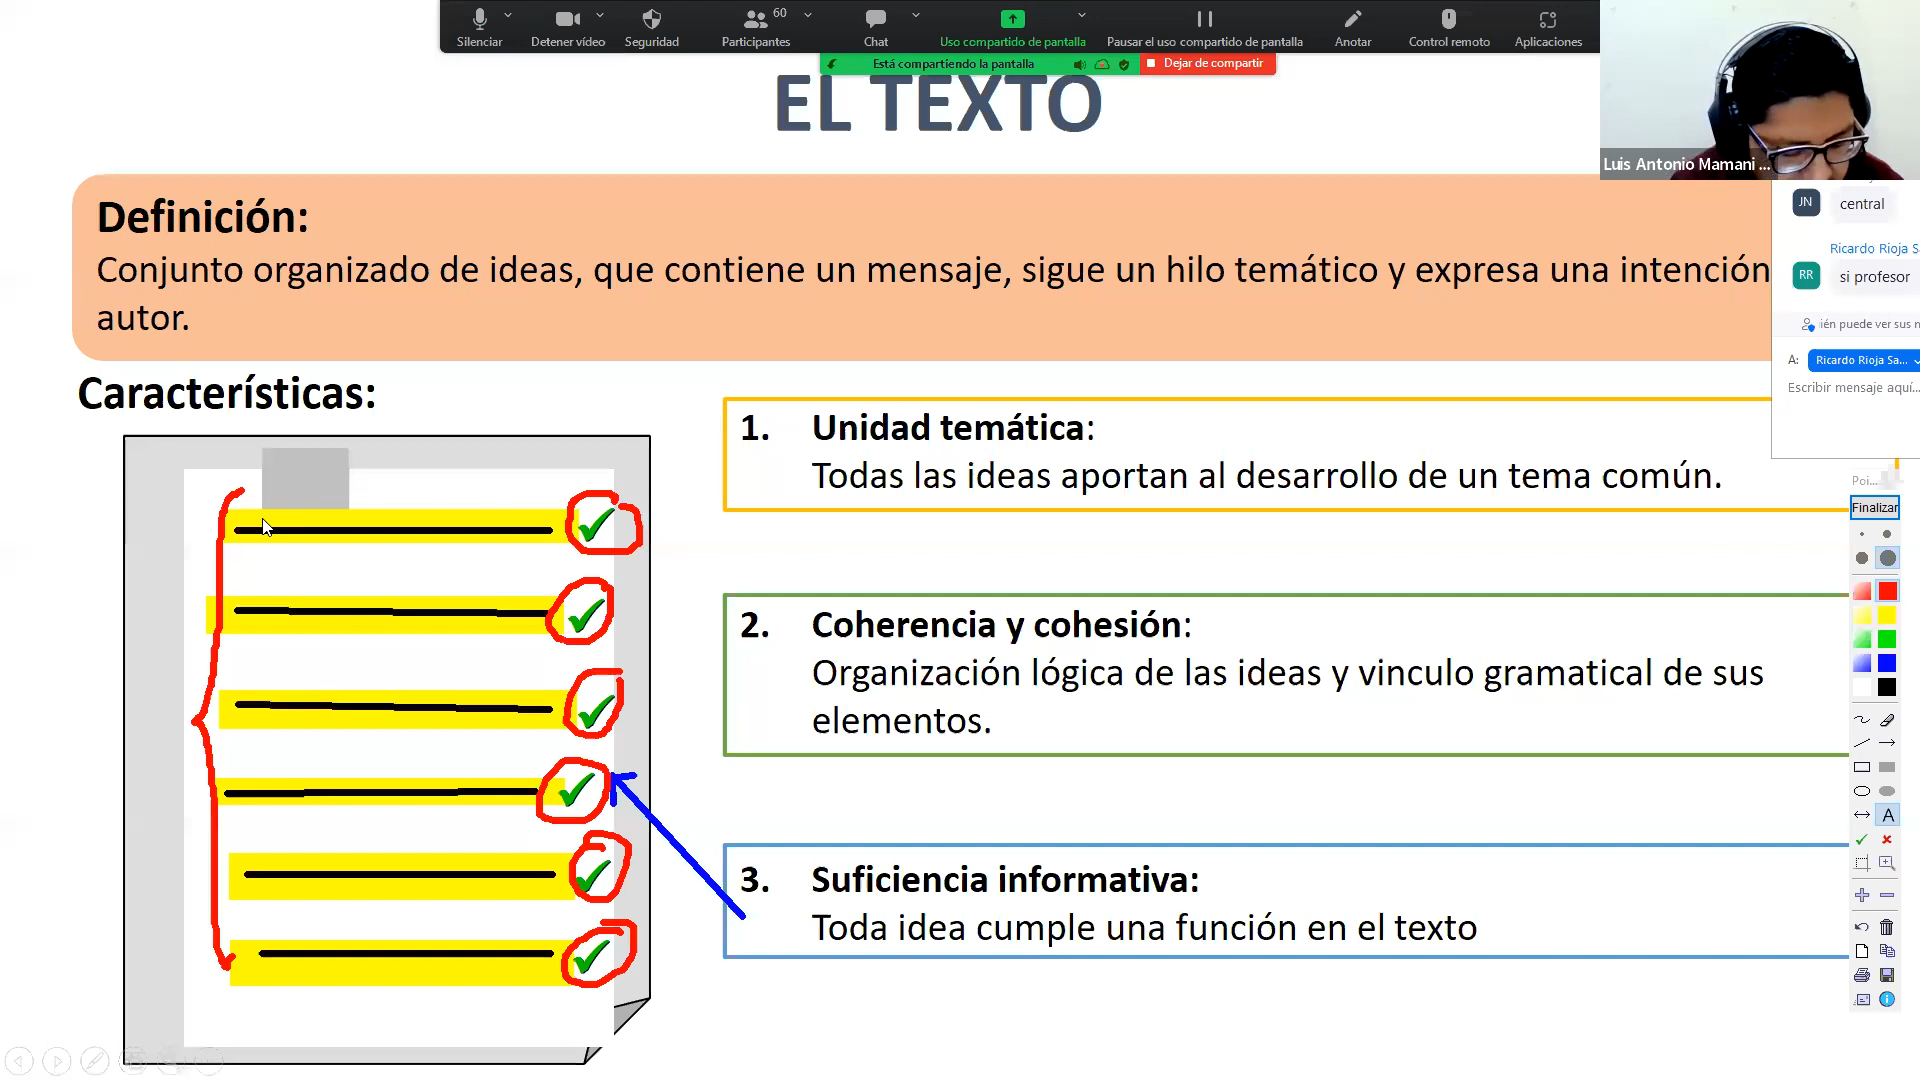 60
Silenciar
Detener vídeo
Seguridad
Participantes
Chat
Uso compartido de pantalla
Pausar el uso compartido de pantalla
Anotar
Control remoto
Aplicaciones
Está compartiendo la pantalla
Dejar de compartir
EL TEXTO
Luis Antonio Mamani ...
Definición:
Conjunto organizado de ideas, que contiene un mensaje, sigue un hilo temático y expresa una intención
autor.
JN
central
Ricardo Rioja S
RR
si profesor
ién puede ver sus
A:
Ricardo Rioja Sa...
Escribir mensaje aquí...
Características:
1. Unidad temática:
Todas las ideas aportan al desarrollo de un tema común.
Poi...
Finalizar
2. Coherencia y cohesión:
Organización lógica de las ideas y vinculo gramatical de sus
elementos.
A
3. Suficiencia informativa:
Toda idea cumple una función en el texto